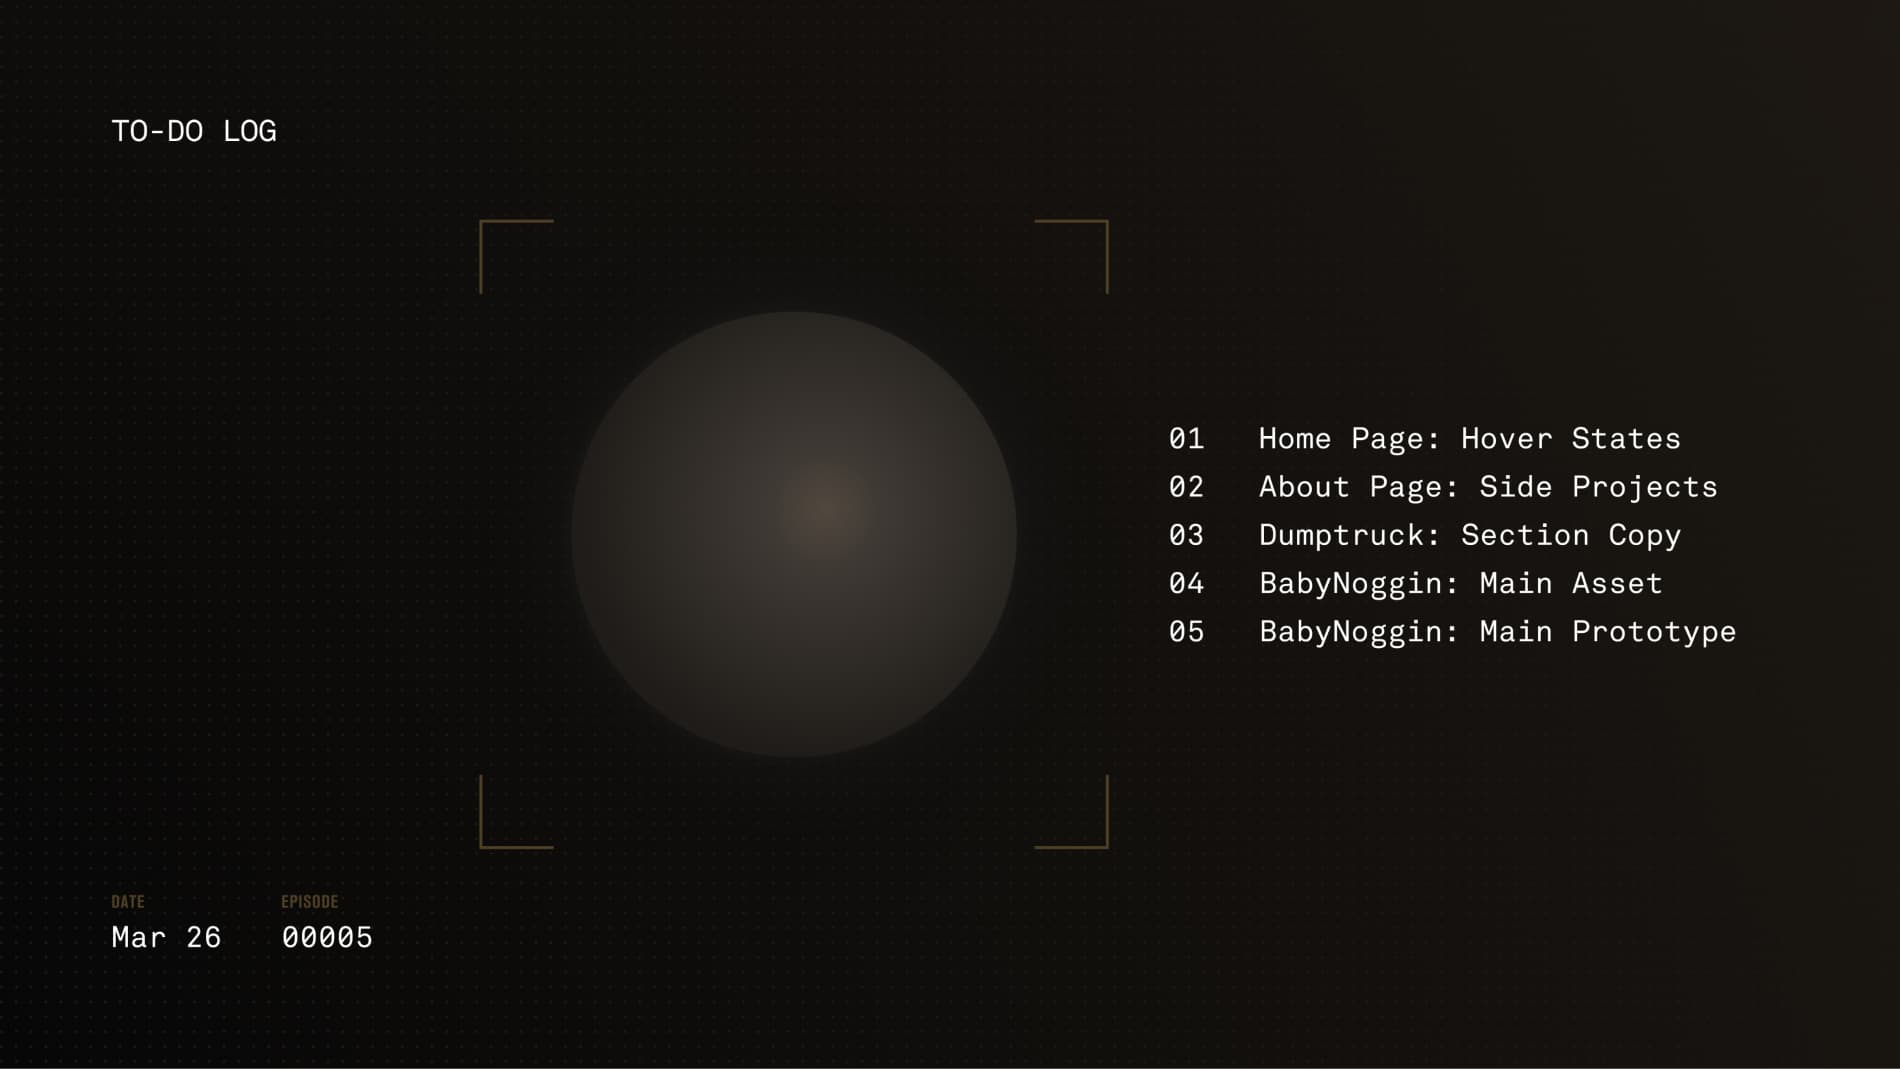 TO-DO LOG
01 Home Page: Hover States
02 About Page: Side Projects
03 Dumptruck: Section Copy
04 BabyNoggin: Main Asset
05 BabyNoggin: Main Prototype
DATE EPISODE
Mar 26 00005